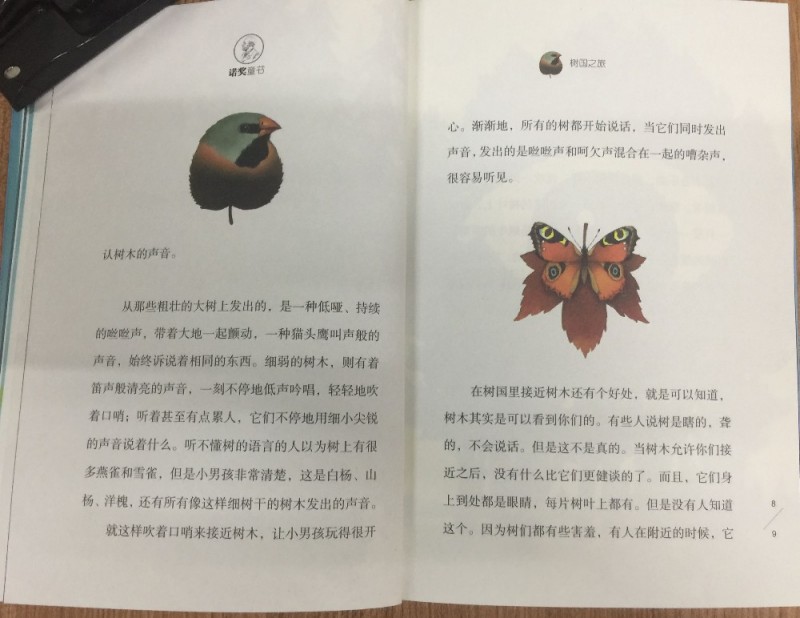 诺奖童书
认树木的声音。
从那些粗壮的大树上发出的，是一种低哑、持续
的咝咝声，带着大地一起颤动，一种猫头鹰叫声般的
声音，始终诉说着相同的东西。细弱的树木，则有着
笛声般清亮的声音，一刻不停地低声吟唱，轻轻地吹
着口哨；听着甚至有点累人，它们不停地用细小尖锐
的声音说着什么。听不懂树的语言的人以为树上有很
多燕雀和雪雀，但是小男孩非常清楚，这是白杨、山
杨、洋槐，还有所有像这样细树干的树木发出的声音。
就这样吹着口哨来接近树木，让小男孩玩得很开
树国之旅
心。渐渐地，所有的树都开始说话，当它们同时发出
声音，发出的是咝咝声和呵欠声混合在一起的嘈杂声，
很容易听见。
在树国里接近树木还有个好处，就是可以知道，
树木其实是可以看到你们的。有些人说树是瞎的，聋
的，不会说话。但是这不是真的。当树木允许你们接
近之后，没有什么比它们更健谈的了。而且，它们身
上到处都是眼睛，每片树叶上都有。但是没有人知道
这个。因为树们都有些害羞，有人在附近的时候，它
8
9